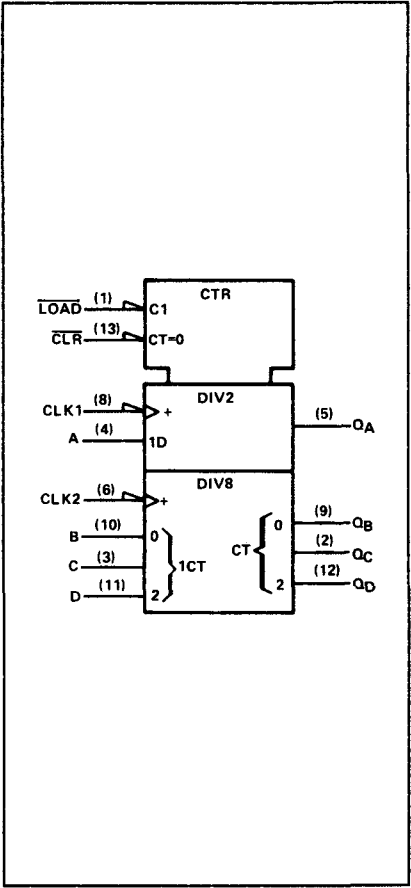 CTR
LOAD (1) C1
CLR (13) CT=0
DIV2
CLK1 (8) +
(5) QA
A (4) 1D
DIV8
CLK2 (6) +
B (10) 0 0 (9) QB
C (3) 1CT CT (2) QC
D (11) 2 2 (12) QD